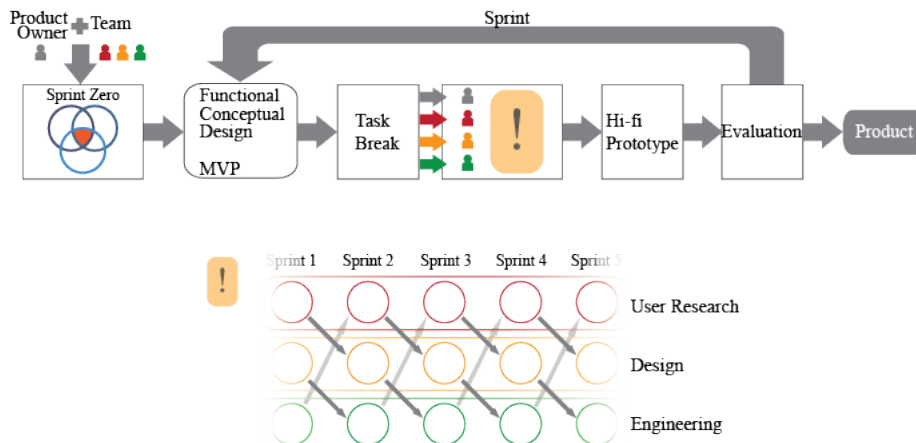 Product Owner
Team
Sprint
Sprint Zero
Functional
Conceptual
Design
MVP
Task
Break
!
Hi-fi
Prototype
Evaluation
Product
!
Sprint 1
Sprint 2
Sprint 3
Sprint 4
Sprint 5
User Research
Design
Engineering